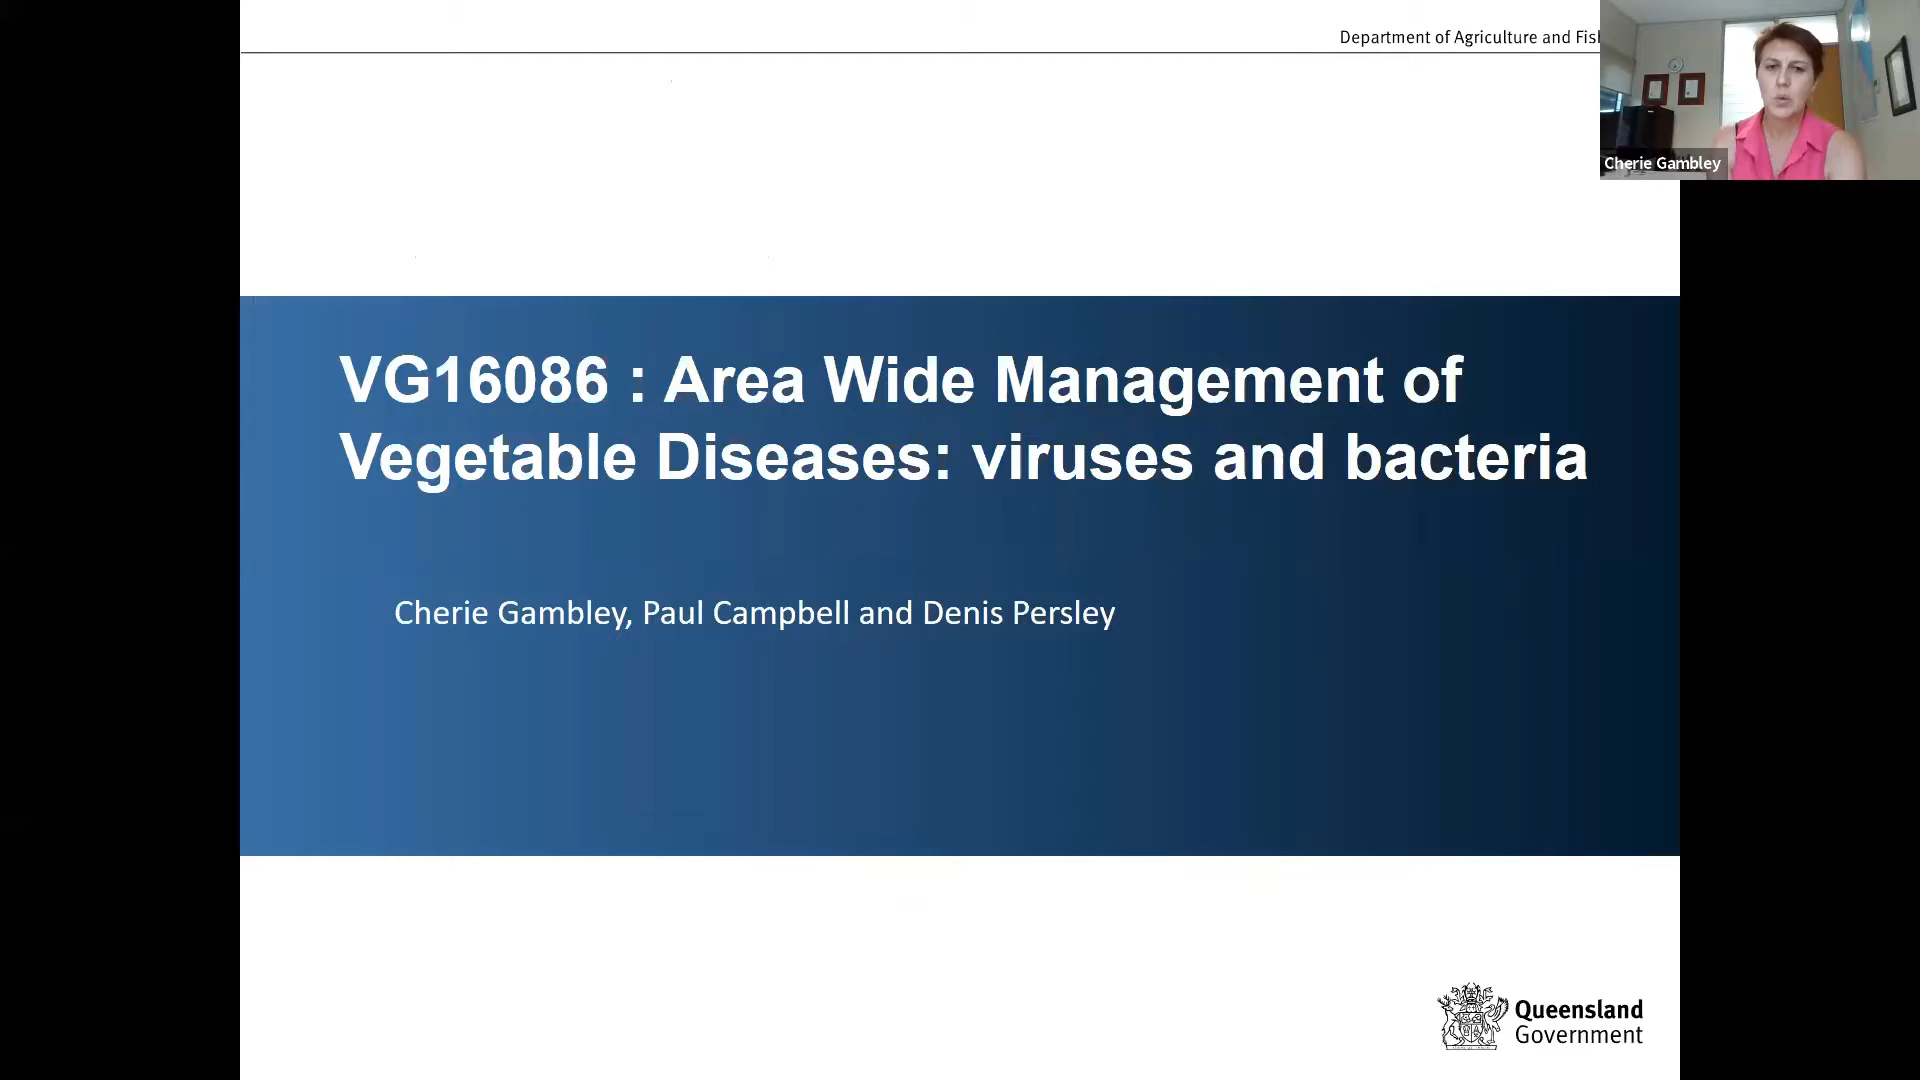 Department of Agriculture and Fish
Cherie Gambley
VG16086 : Area Wide Management of
Vegetable Diseases: viruses and bacteria
Cherie Gambley, Paul Campbell and Denis Persley
Queensland
Government